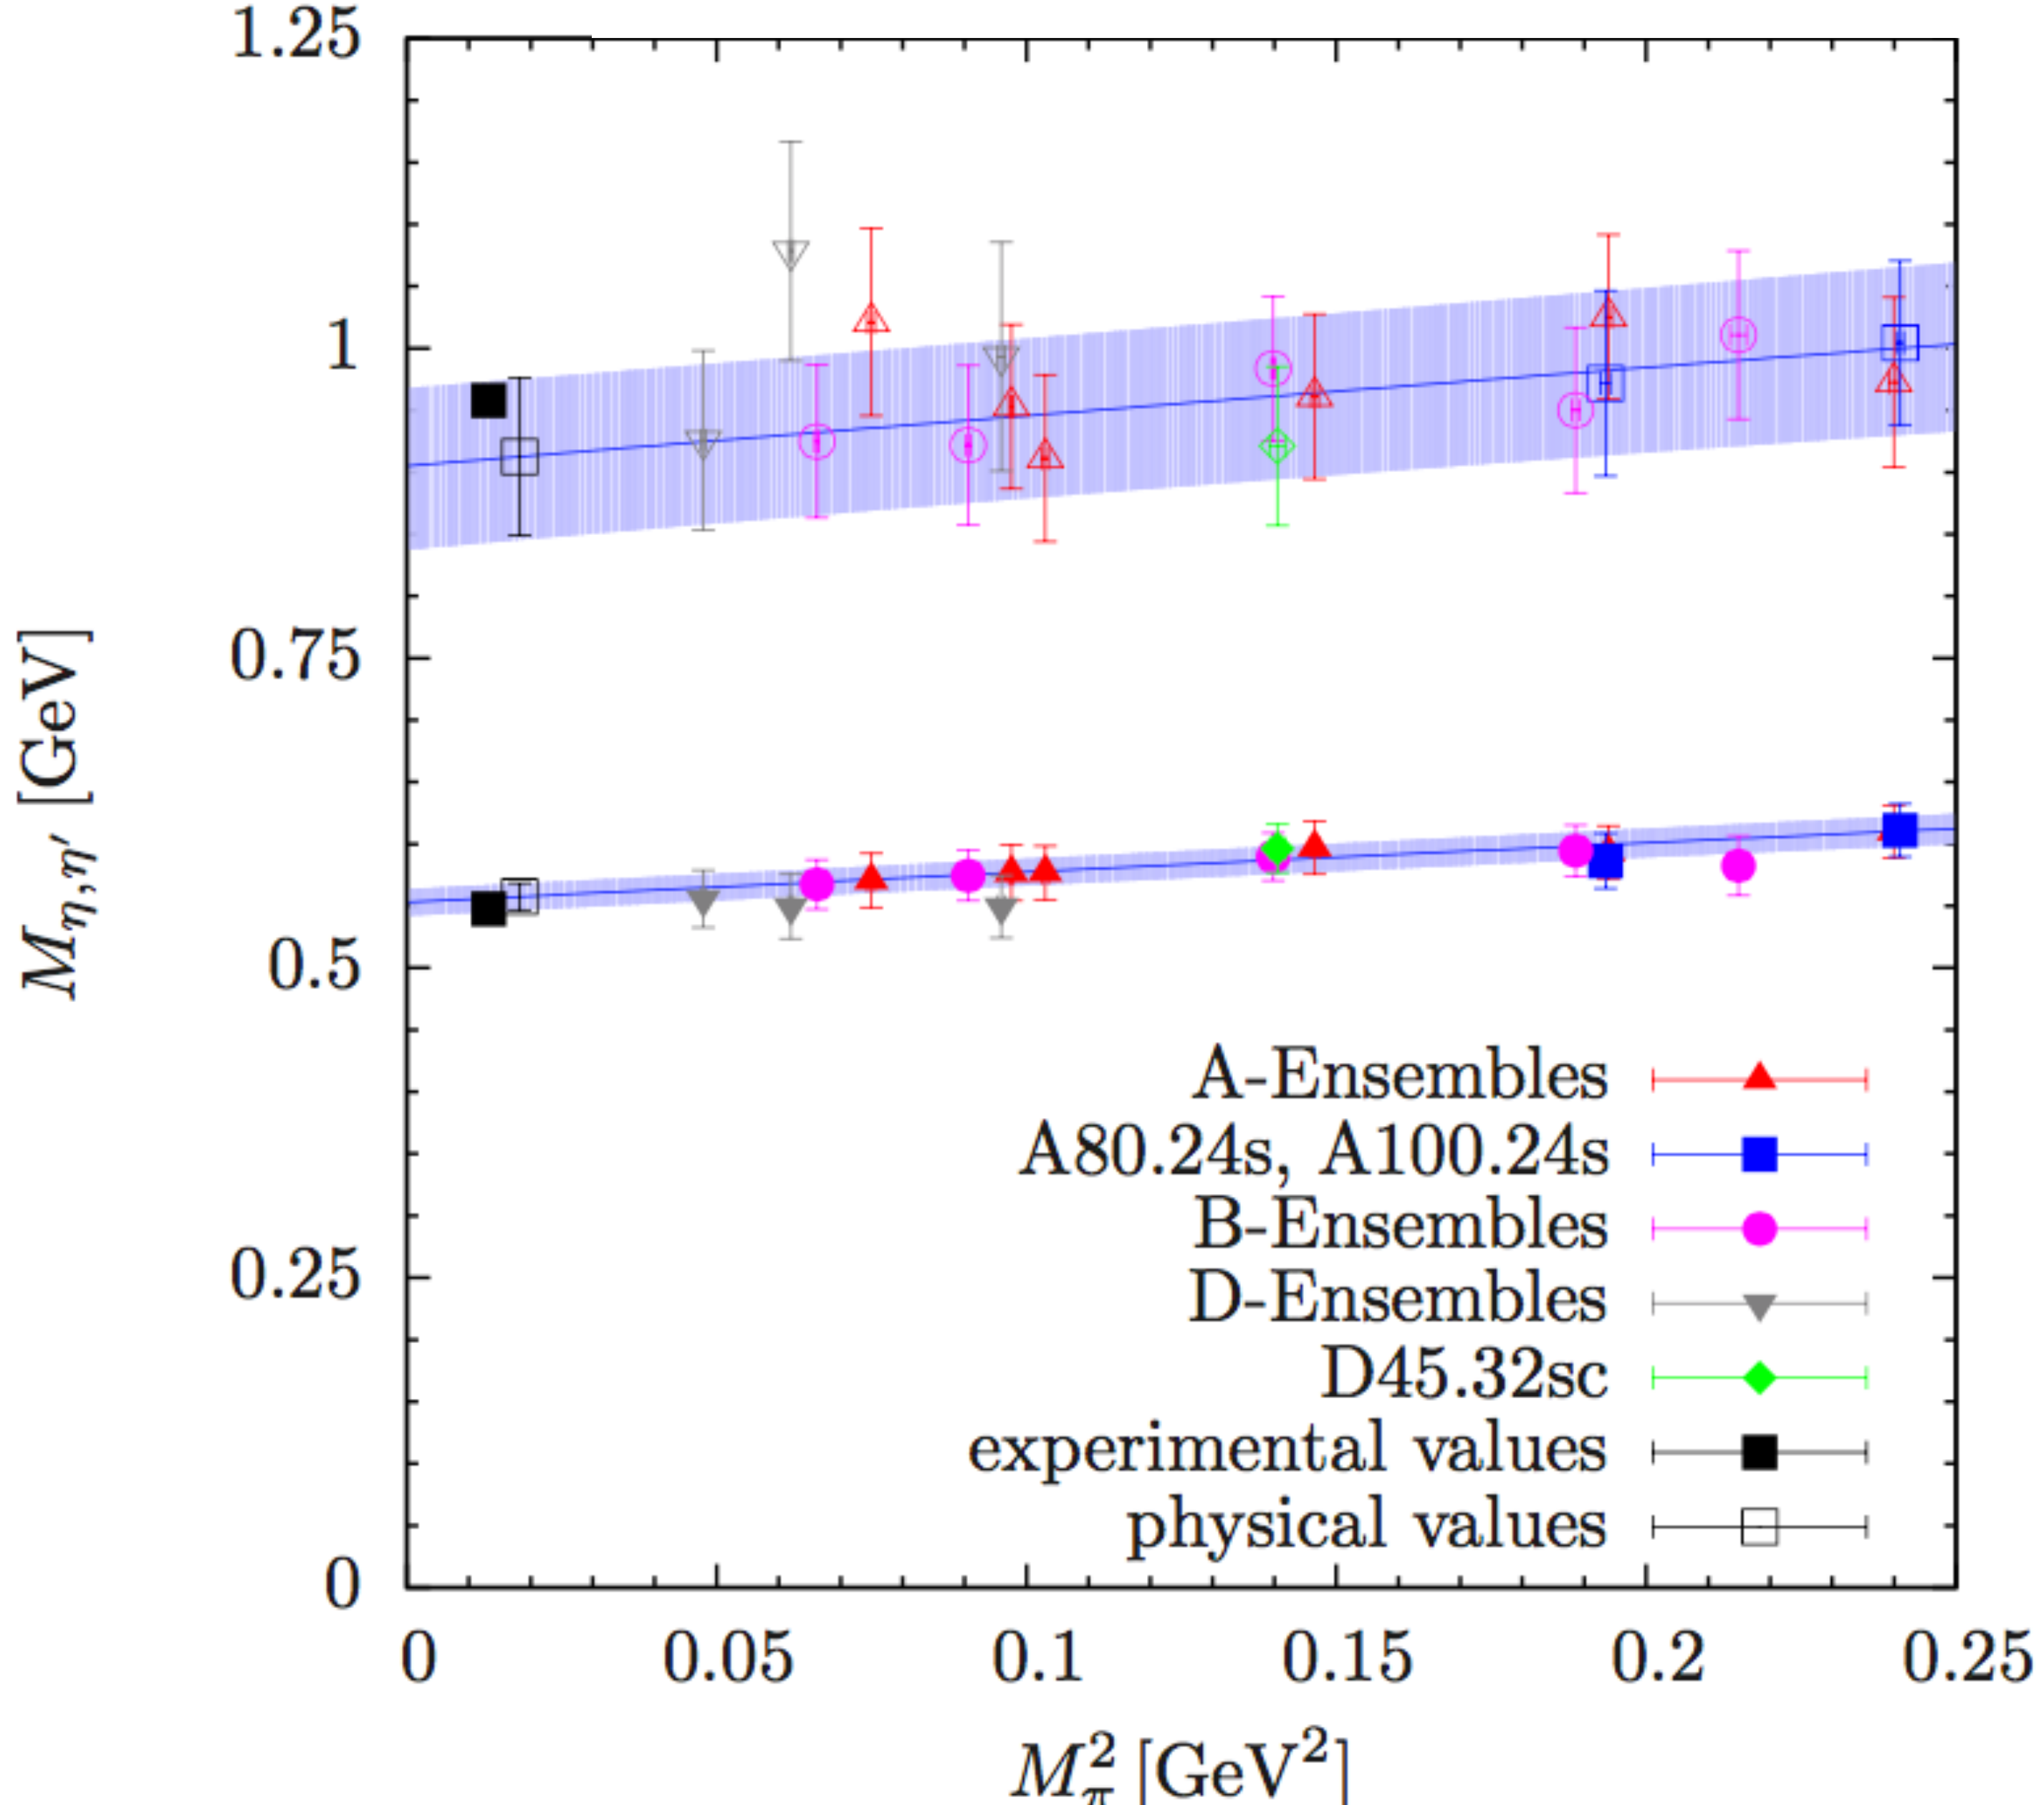 1.25
1
0.75
0.5
0.25
0
M_{η,η′} [GeV]
A-Ensembles
A80.24s, A100.24s
B-Ensembles
D-Ensembles
D45.32sc
experimental values
physical values
0 0.05 0.1 0.15 0.2 0.25
M_π^2 [GeV^2]